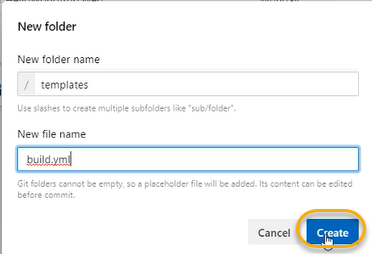 New folder
New folder name
/ templates
Use slashes to create multiple subfolders like "sub/folder".
New file name
build.yml
Git folders cannot be empty, so a placeholder file will be added. Its content can be edited
before commit.
Cancel Create